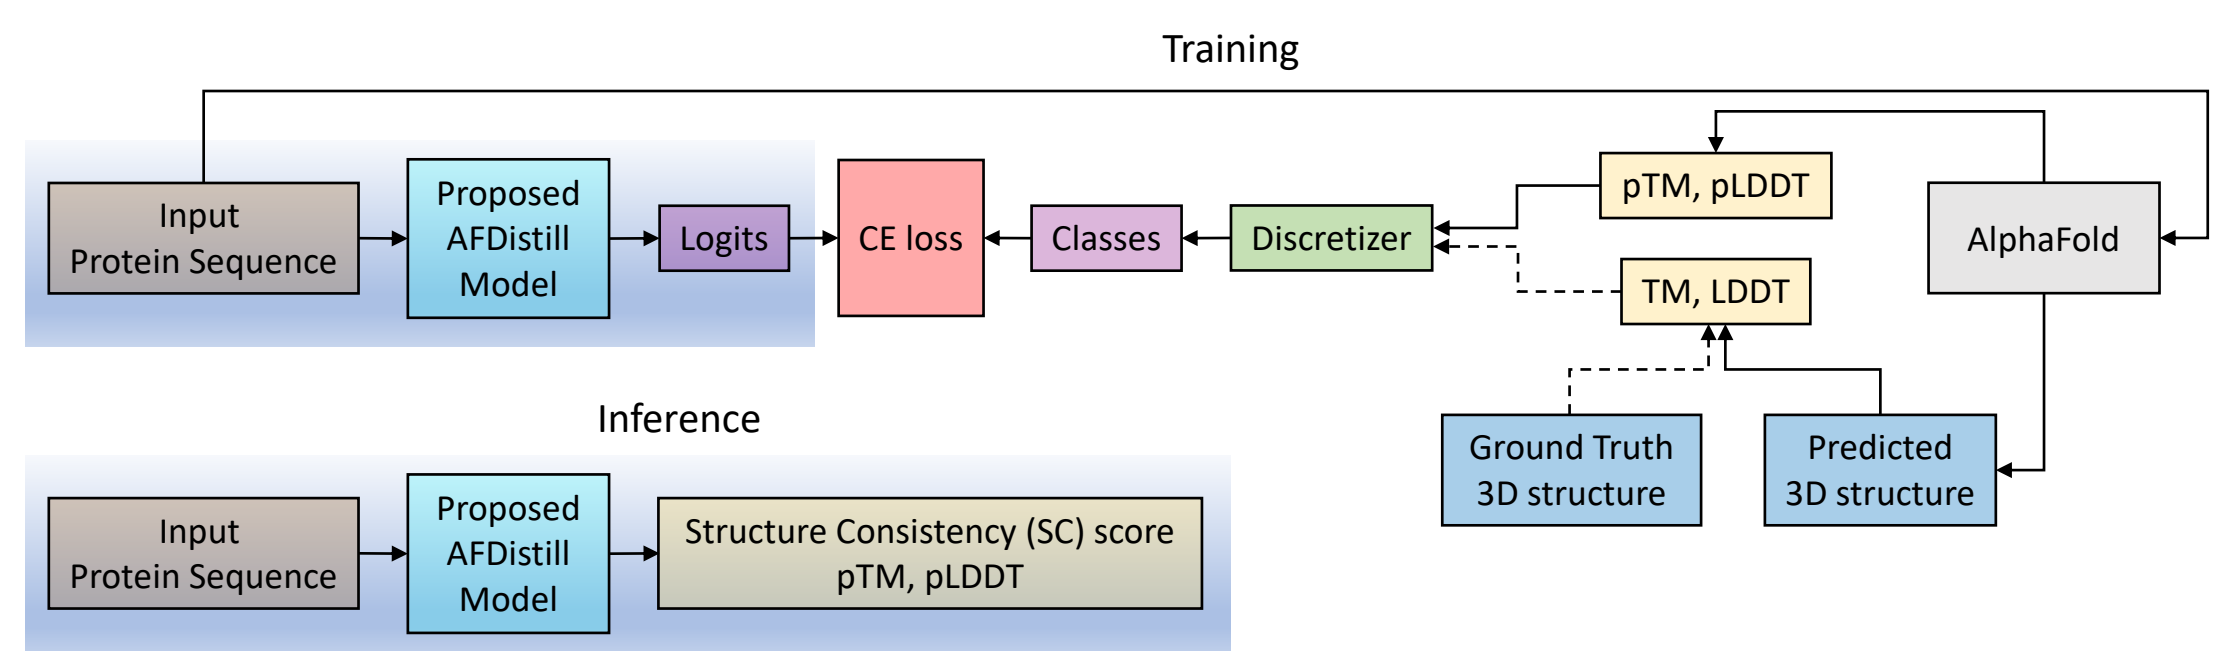 Training
Input
Protein Sequence
Proposed
AFDistill
Model
Logits
CE loss
Classes
Discretizer
pTM, pLDDT
TM, LDDT
AlphaFold
Ground Truth
3D structure
Predicted
3D structure
Inference
Input
Protein Sequence
Proposed
AFDistill
Model
Structure Consistency (SC) score
pTM, pLDDT